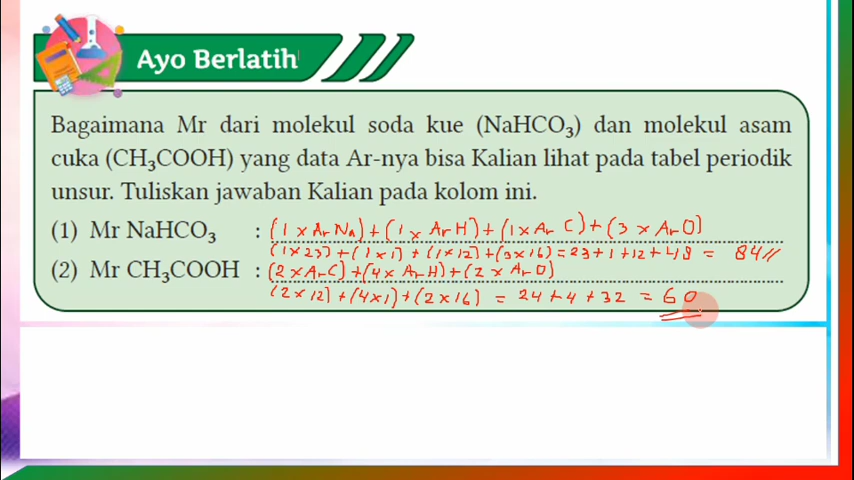 Ayo Berlatih
Bagaimana Mr dari molekul soda kue (NaHCO₃) dan molekul asam
cuka (CH₃COOH) yang data Ar-nya bisa Kalian lihat pada tabel periodik
unsur. Tuliskan jawaban Kalian pada kolom ini.
(1) Mr NaHCO₃ : (1 x Ar Na) + (1 x Ar H) + (1 x Ar C) + (3 x Ar O)
(1 x 23) + (1 x 1) + (1 x 12) + (3 x 16) = 23 + 1 + 12 + 48 = 84 //
(2) Mr CH₃COOH : (2 x Ar C) + (4 x Ar H) + (2 x Ar O)
(2 x 12) + (4 x 1) + (2 x 16) = 24 + 4 + 32 = 60